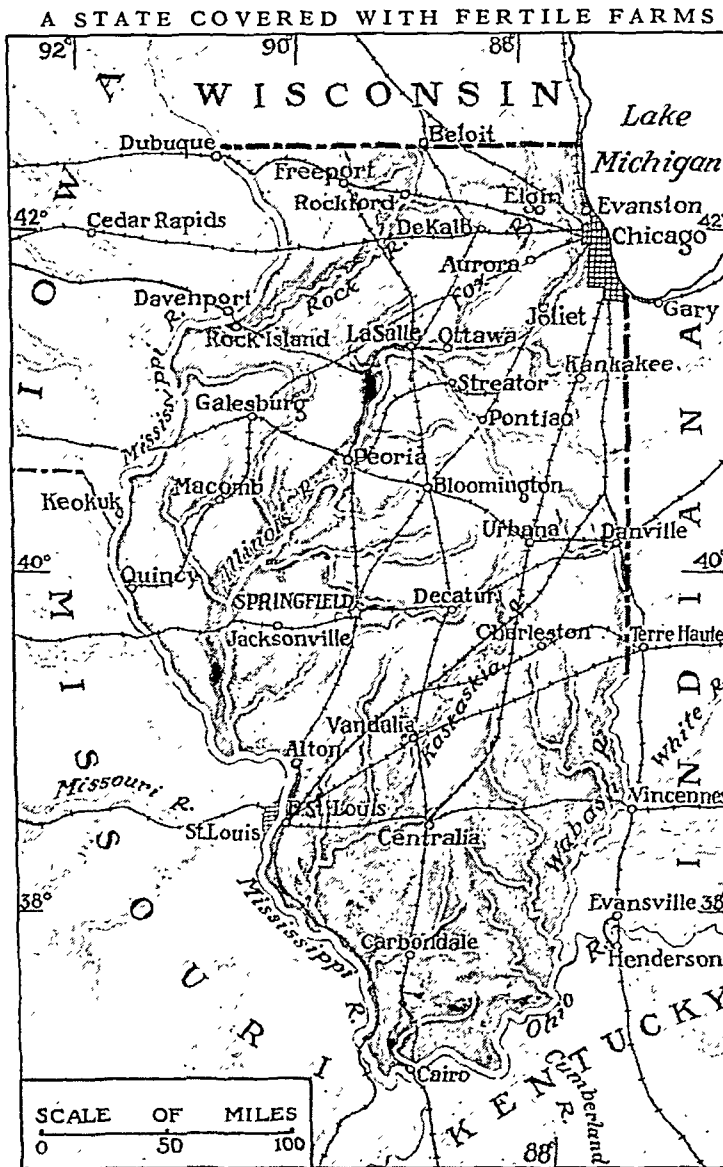 A STATE COVERED WITH FERTILE FARMS
92° 90 88
WISCONSIN
Lake
Michigan
IOWA
Beloit
Dubuque
Freeport
Rockford
Elgin
Evanston
42° 42
Cedar Rapids
DeKalb
Chicago
Aurora
Rock R.
Fox R.
Davenport
Rock Island
Joliet
Gary
LaSalle
Ottawa
Kankakee
Streator
Mississippi R.
Galesburg
Pontiac
Peoria
Keokuk
Macomb
Bloomington
Illinois R.
Urbana
Danville
40° 40°
Quincy
SPRINGFIELD
Decatur
Jacksonville
Charleston
Terre Haute
INDIANA
MISSOURI
Kaskaskia R.
White R.
Vandalia
Alton
Missouri R.
Wabash R.
E. St. Louis
Vincennes
St. Louis
Centralia
38° 38
Evansville
Mississippi R.
Carbondale
Henderson
Ohio R.
KENTUCKY
Cairo
Cumberland R.
SCALE OF MILES
0 50 100
88°